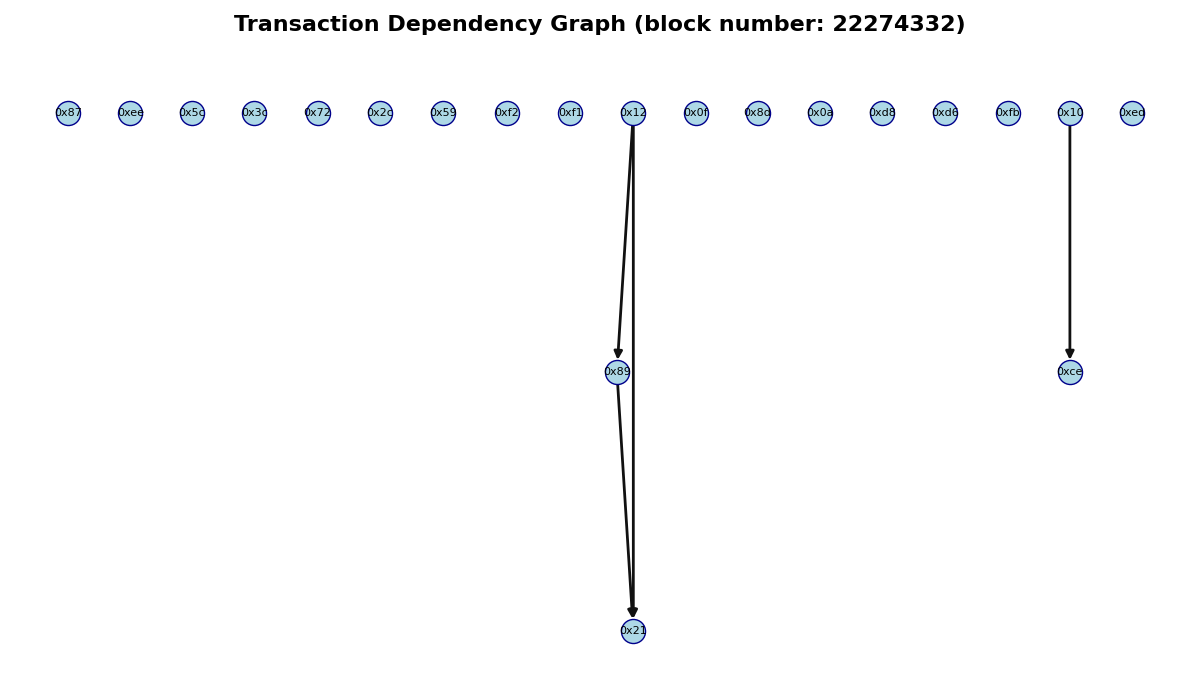 Transaction Dependency Graph (block number: 22274332)
0x87 0xee 0x5c 0x3c 0x72 0x2c 0x59 0xf2 0xf1 0x12 0x0f 0x8d 0x0a 0xd8 0xd6 0xfb 0x10 0xed
0x89 0xce
0x21